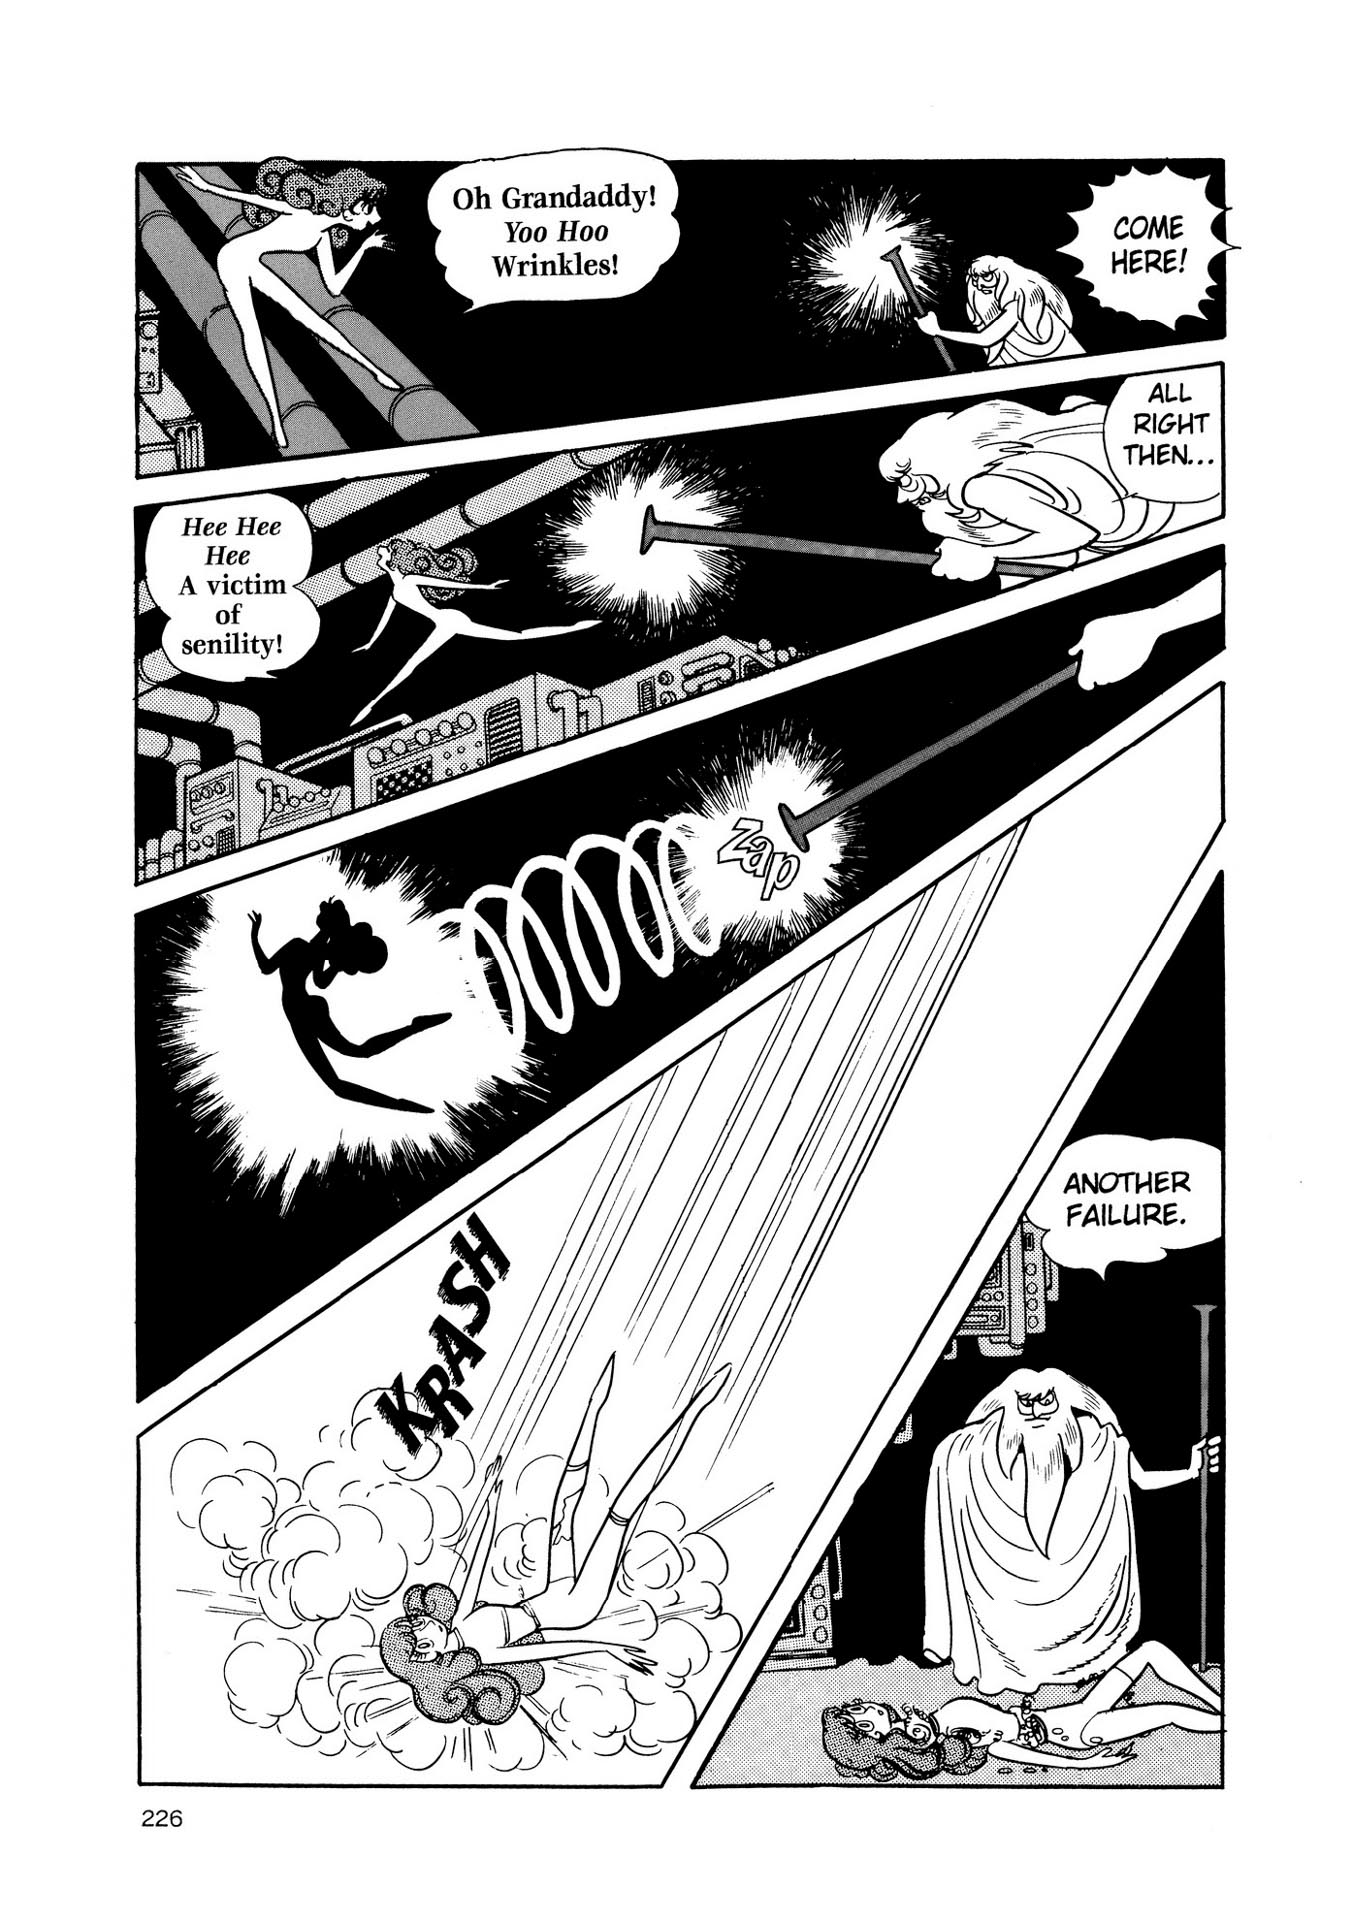 Oh Grandaddy!
Yoo Hoo
Wrinkles!
COME
HERE!
ALL
RIGHT
THEN...
Hee Hee
Hee
A victim
of
senility!
Zap
KRASH
ANOTHER
FAILURE.
226